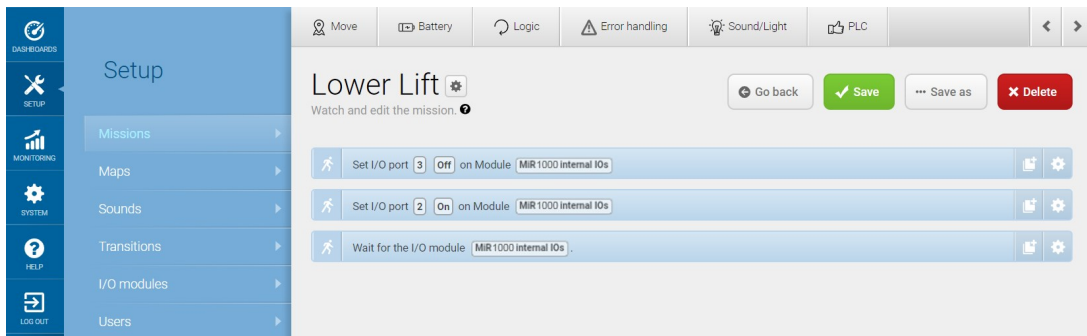 Move
Battery
Logic
Error handling
Sound/Light
PLC
DASHBOARDS
SETUP
MONITORING
SYSTEM
HELP
LOG OUT
Setup
Missions
Maps
Sounds
Transitions
I/O modules
Users
Lower Lift
Watch and edit the mission.
Go back
Save
Save as
Delete
Set I/O port 3 Off on Module MiR1000 internal IOs
Set I/O port 2 On on Module MiR1000 internal IOs
Wait for the I/O module MiR1000 internal IOs .